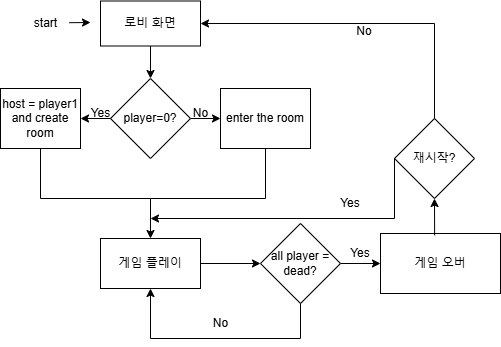 start
로비 화면
No
host = player1
and create
room
Yes
player=0?
No
enter the room
재시작?
Yes
게임 플레이
all player =
dead?
Yes
게임 오버
No